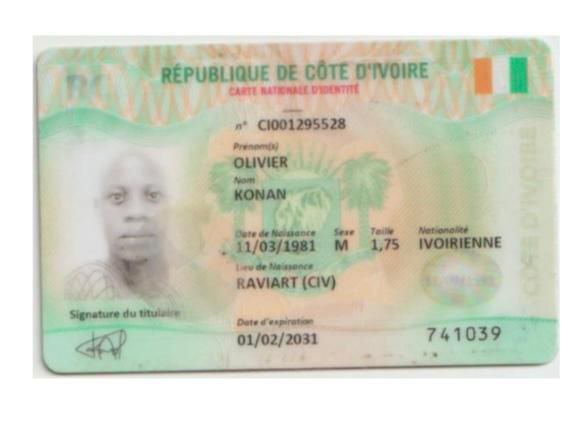 RÉPUBLIQUE DE CÔTE D'IVOIRE
CARTE NATIONALE D'IDENTITÉ
n° CI001295528
Prénom(s)
OLIVIER
Nom
KONAN
Date de Naissance Sexe Taille Nationalité
11/03/1981 M 1,75 IVOIRIENNE
Lieu de Naissance
RAVIART (CIV)
Signature du titulaire
Date d'expiration
01/02/2031
741039